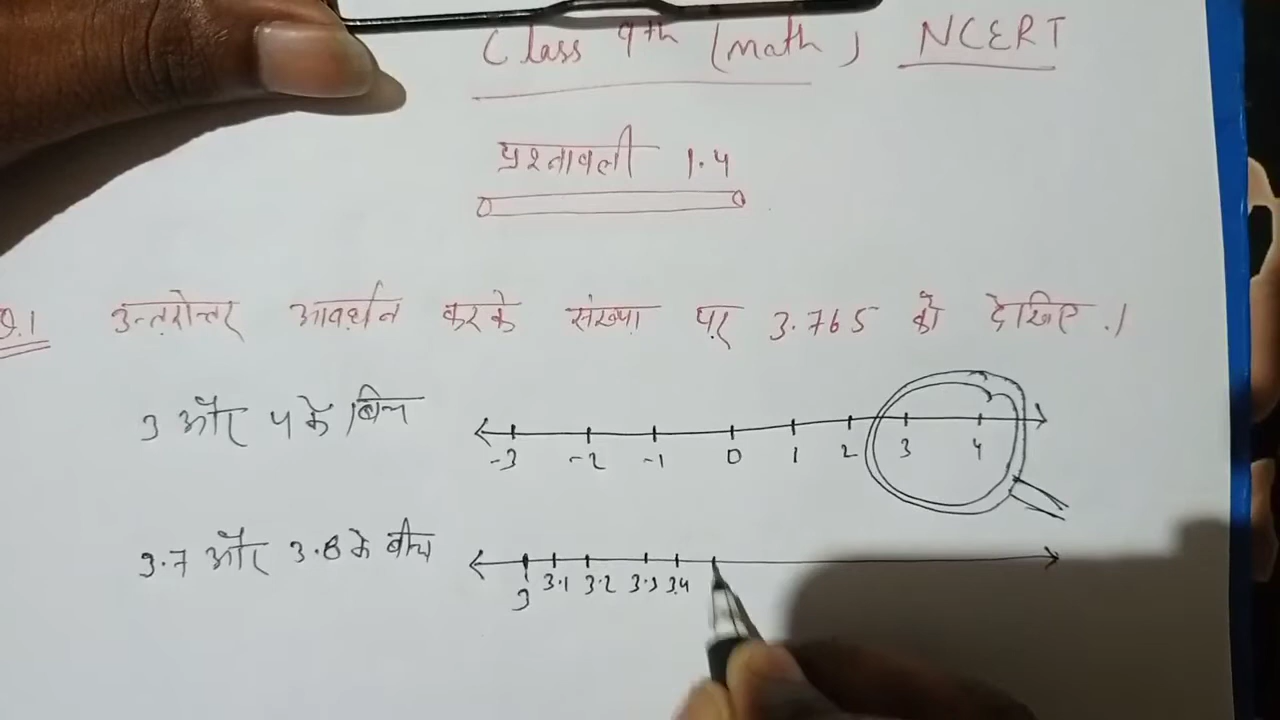 Class 9th (math) NCERT
प्रश्नावली 1.4
Q.1 उत्तरोत्तर आवर्धन करके संख्या पर 3.765 को देखिए.।
3 और 4 के बिच
-3 -2 -1 0 1 2 3 4
3.7 और 3.8 के बीच
3 3.1 3.2 3.3 3.4